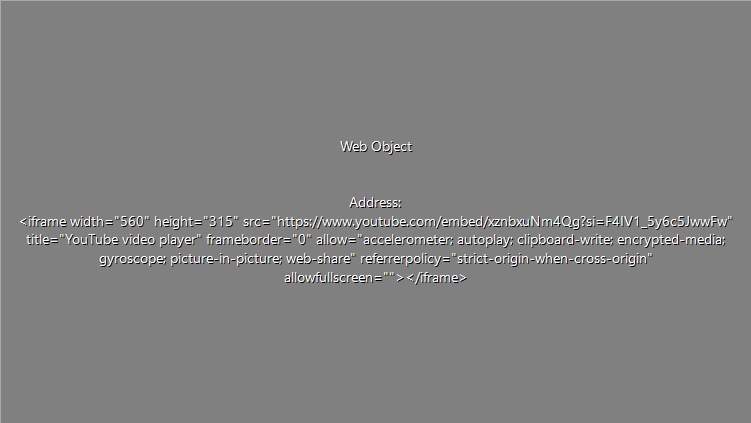 Web Object
Address:
<iframe width="560" height="315" src="https://www.youtube.com/embed/xznbxuNm4Qg?si=F4IV1_5y6c5JwwFw"
title="YouTube video player" frameborder="0" allow="accelerometer; autoplay; clipboard-write; encrypted-media;
gyroscope; picture-in-picture; web-share" referrerpolicy="strict-origin-when-cross-origin"
allowfullscreen=""></iframe>